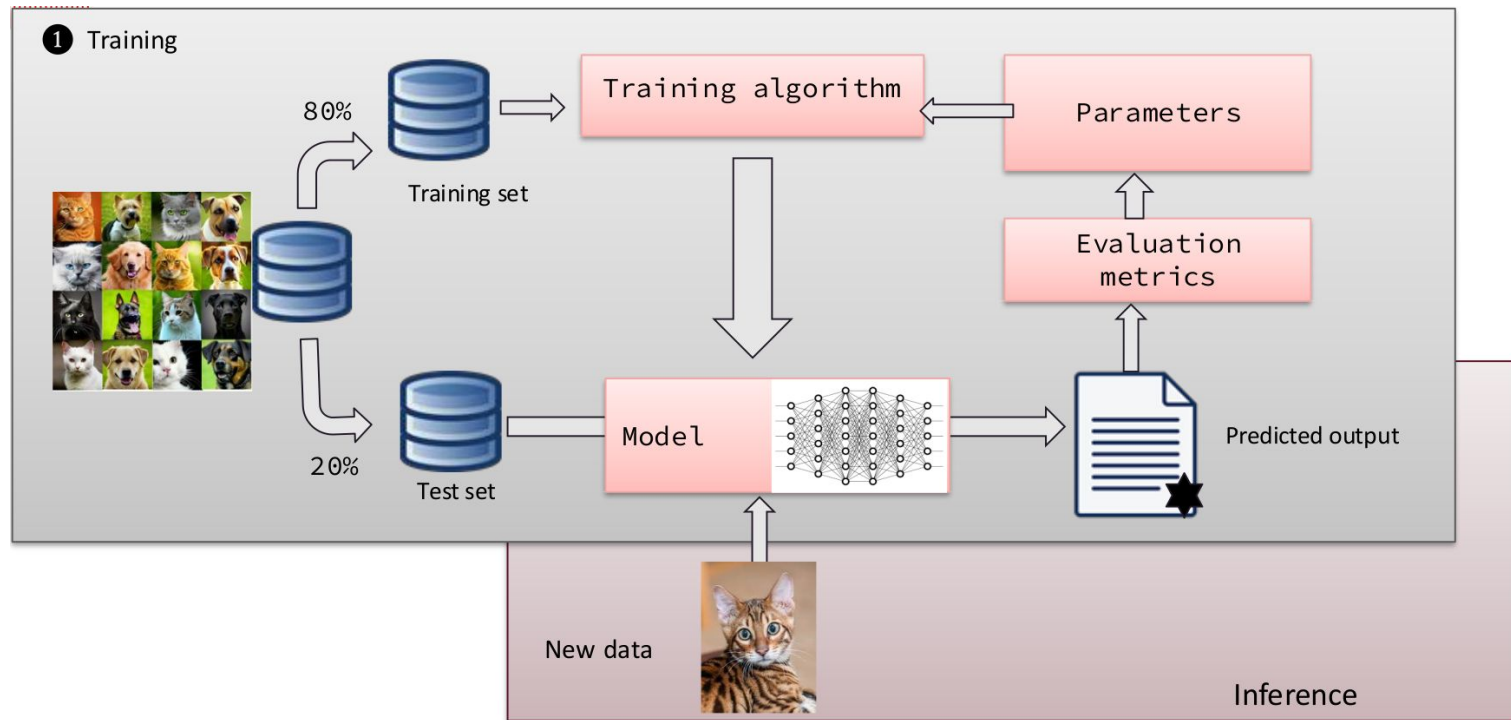 ❶ Training
80%
Training set
Training algorithm
Parameters
Evaluation
metrics
20%
Test set
Model
Predicted output
New data
Inference